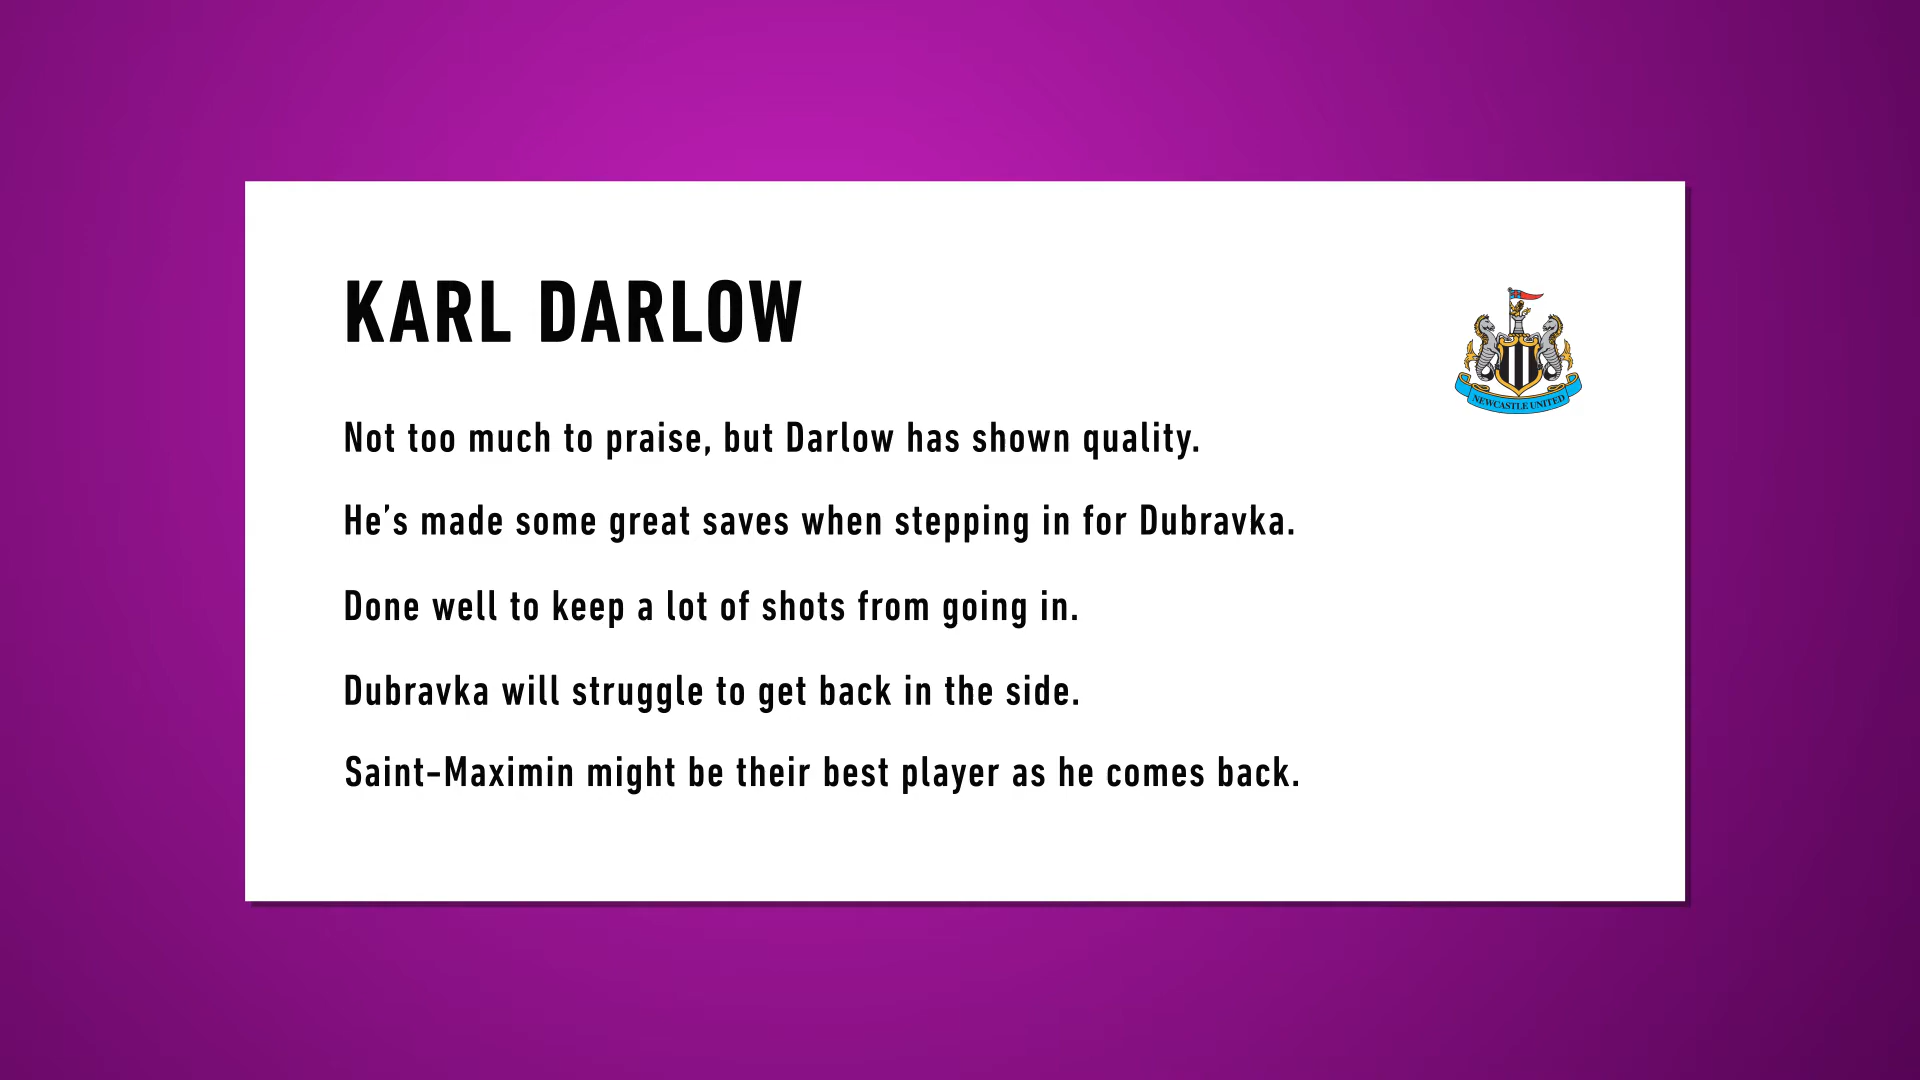 KARL DARLOW
NEWCASTLE UNITED
Not too much to praise, but Darlow has shown quality.
He’s made some great saves when stepping in for Dubravka.
Done well to keep a lot of shots from going in.
Dubravka will struggle to get back in the side.
Saint-Maximin might be their best player as he comes back.